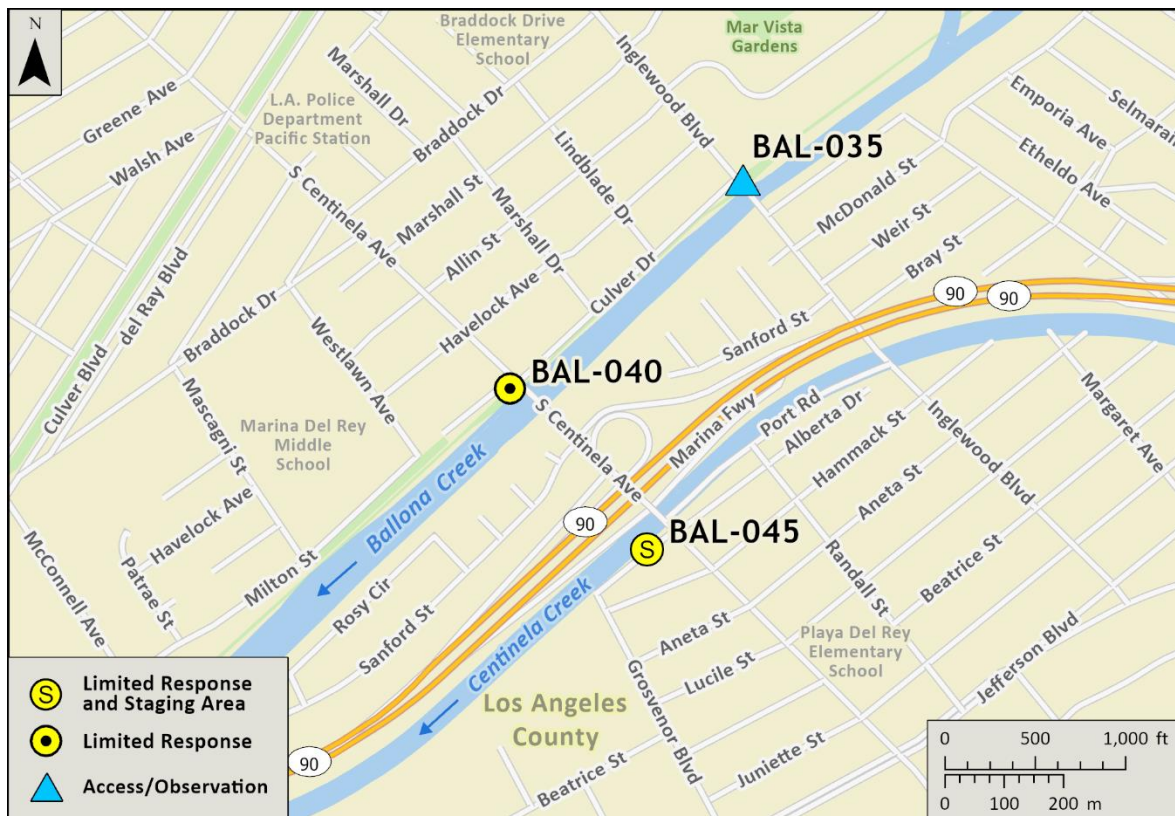 N
Braddock Drive
Elementary
School
Mar Vista
Gardens
Inglewood Blvd
Greene Ave
Walsh Ave
L.A. Police
Department
Pacific Station
Marshall Dr
Braddock Dr
Lindblade Dr
BAL-035
Emporia Ave
Selmarain
Etheldo Ave
McDonald St
Weir St
Bray St
S Centinela Ave
Marshall St
Allin St
Marshall Dr
Havelock Ave
Culver Dr
Culver Blvd
del Ray Blvd
Braddock Dr
Westlawn Ave
Mascagni St
Marina Del Rey
Middle
School
BAL-040
S Centinela Ave
Sanford St
90
90
Marina Fwy
Port Rd
Alberta Dr
Hammack St
Aneta St
Inglewood Blvd
Margaret Ave
Ballona Creek
90
BAL-045
Havelock Ave
Patrae St
McConnell Ave
Milton St
Rosy Cir
Sanford St
Centinela Creek
Randall St
Beatrice St
Aneta St
Lucile St
Playa Del Rey
Elementary
School
Jefferson Blvd
Grosvenor Blvd
Los Angeles
County
Juniette St
Beatrice St
90
S
Limited Response
and Staging Area
Limited Response
Access/Observation
S
0 500 1,000 ft
0 100 200 m